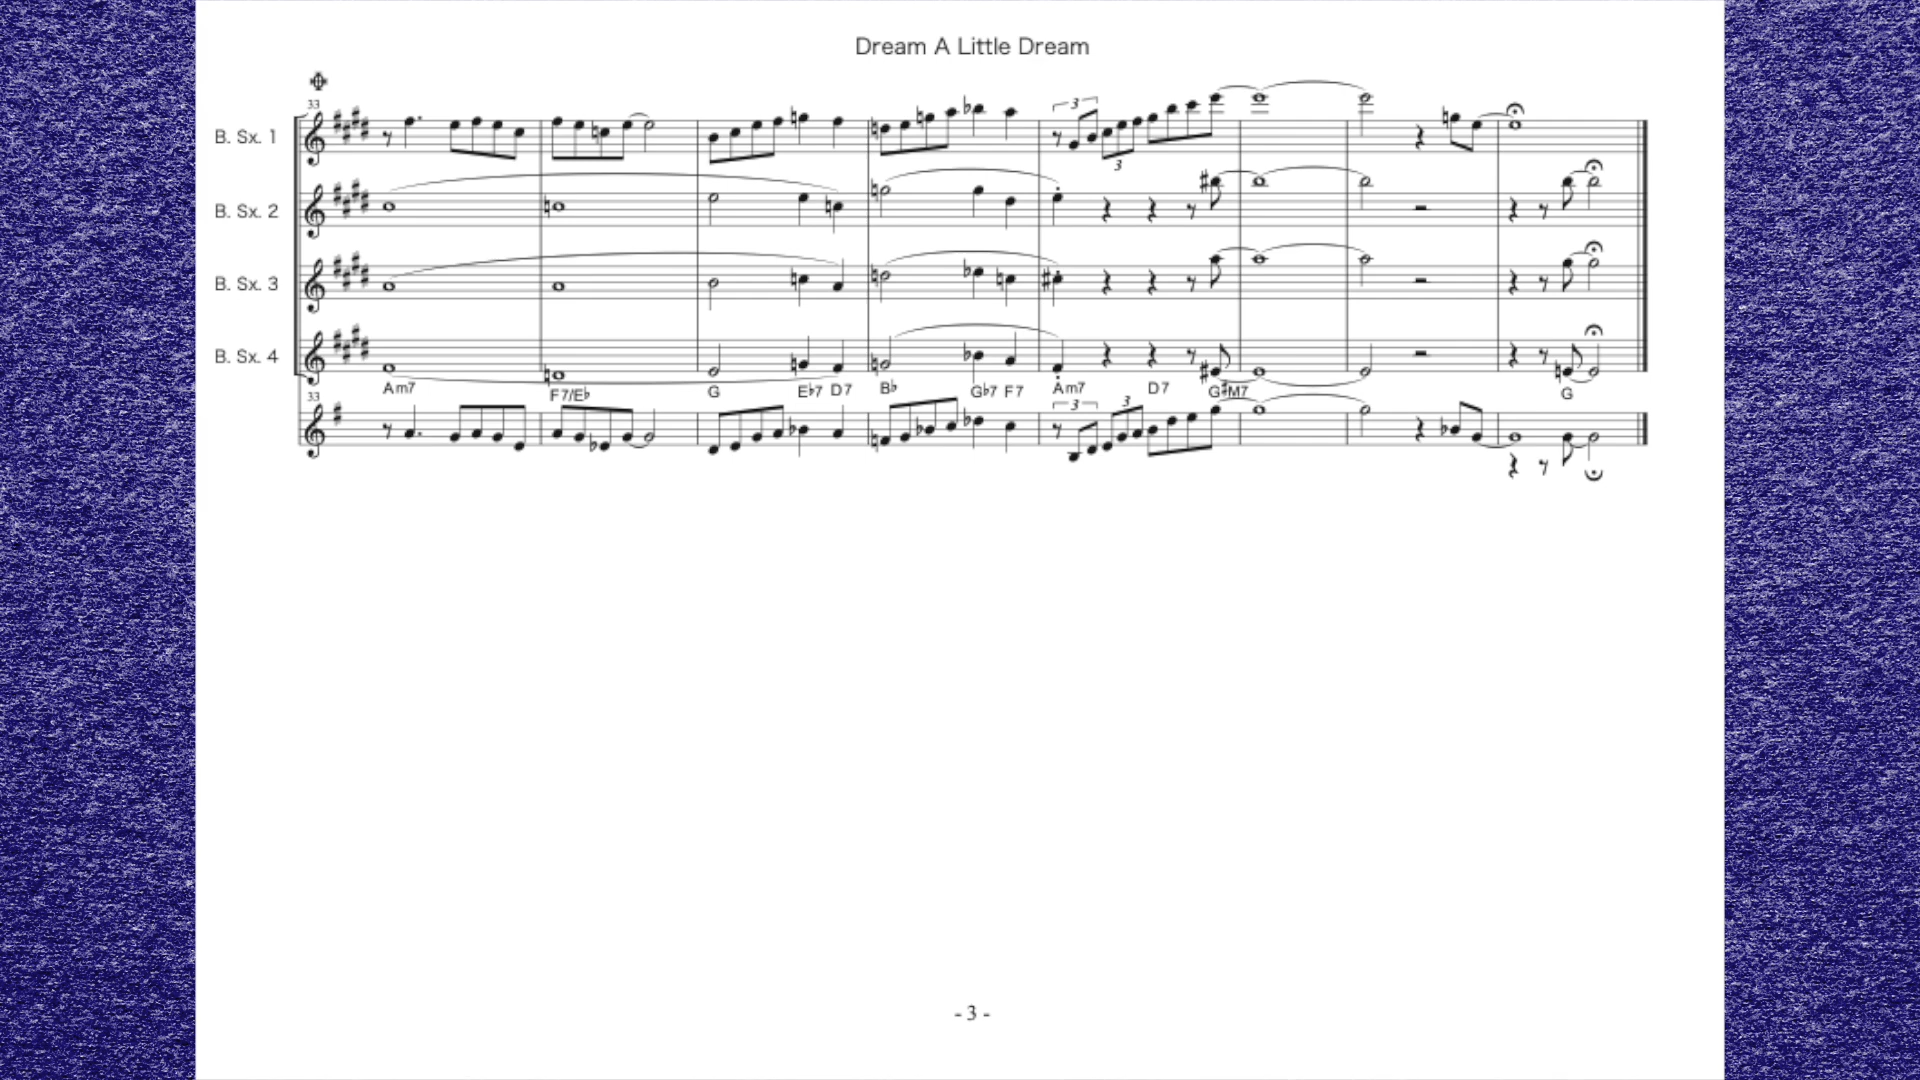 Dream A Little Dream
33
B. Sx. 1
3
3
B. Sx. 2
B. Sx. 3
B. Sx. 4
Am7 F7/E♭ G E♭7 D7 B♭ G♭7 F7 Am7 D7 G♯M7 G
33
3
3
- 3 -